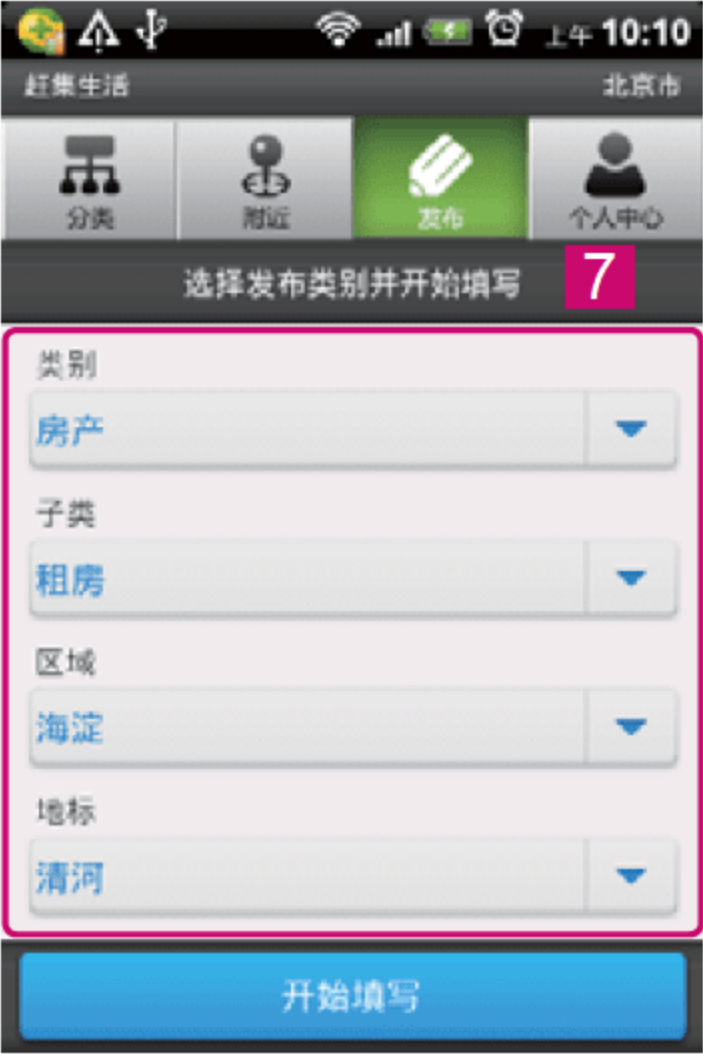 上午 10:10
赶集生活 北京市
分类 附近 发布 个人中心
选择发布类别并开始填写 7
类别
房产
子类
租房
区域
海淀
地标
清河
开始填写